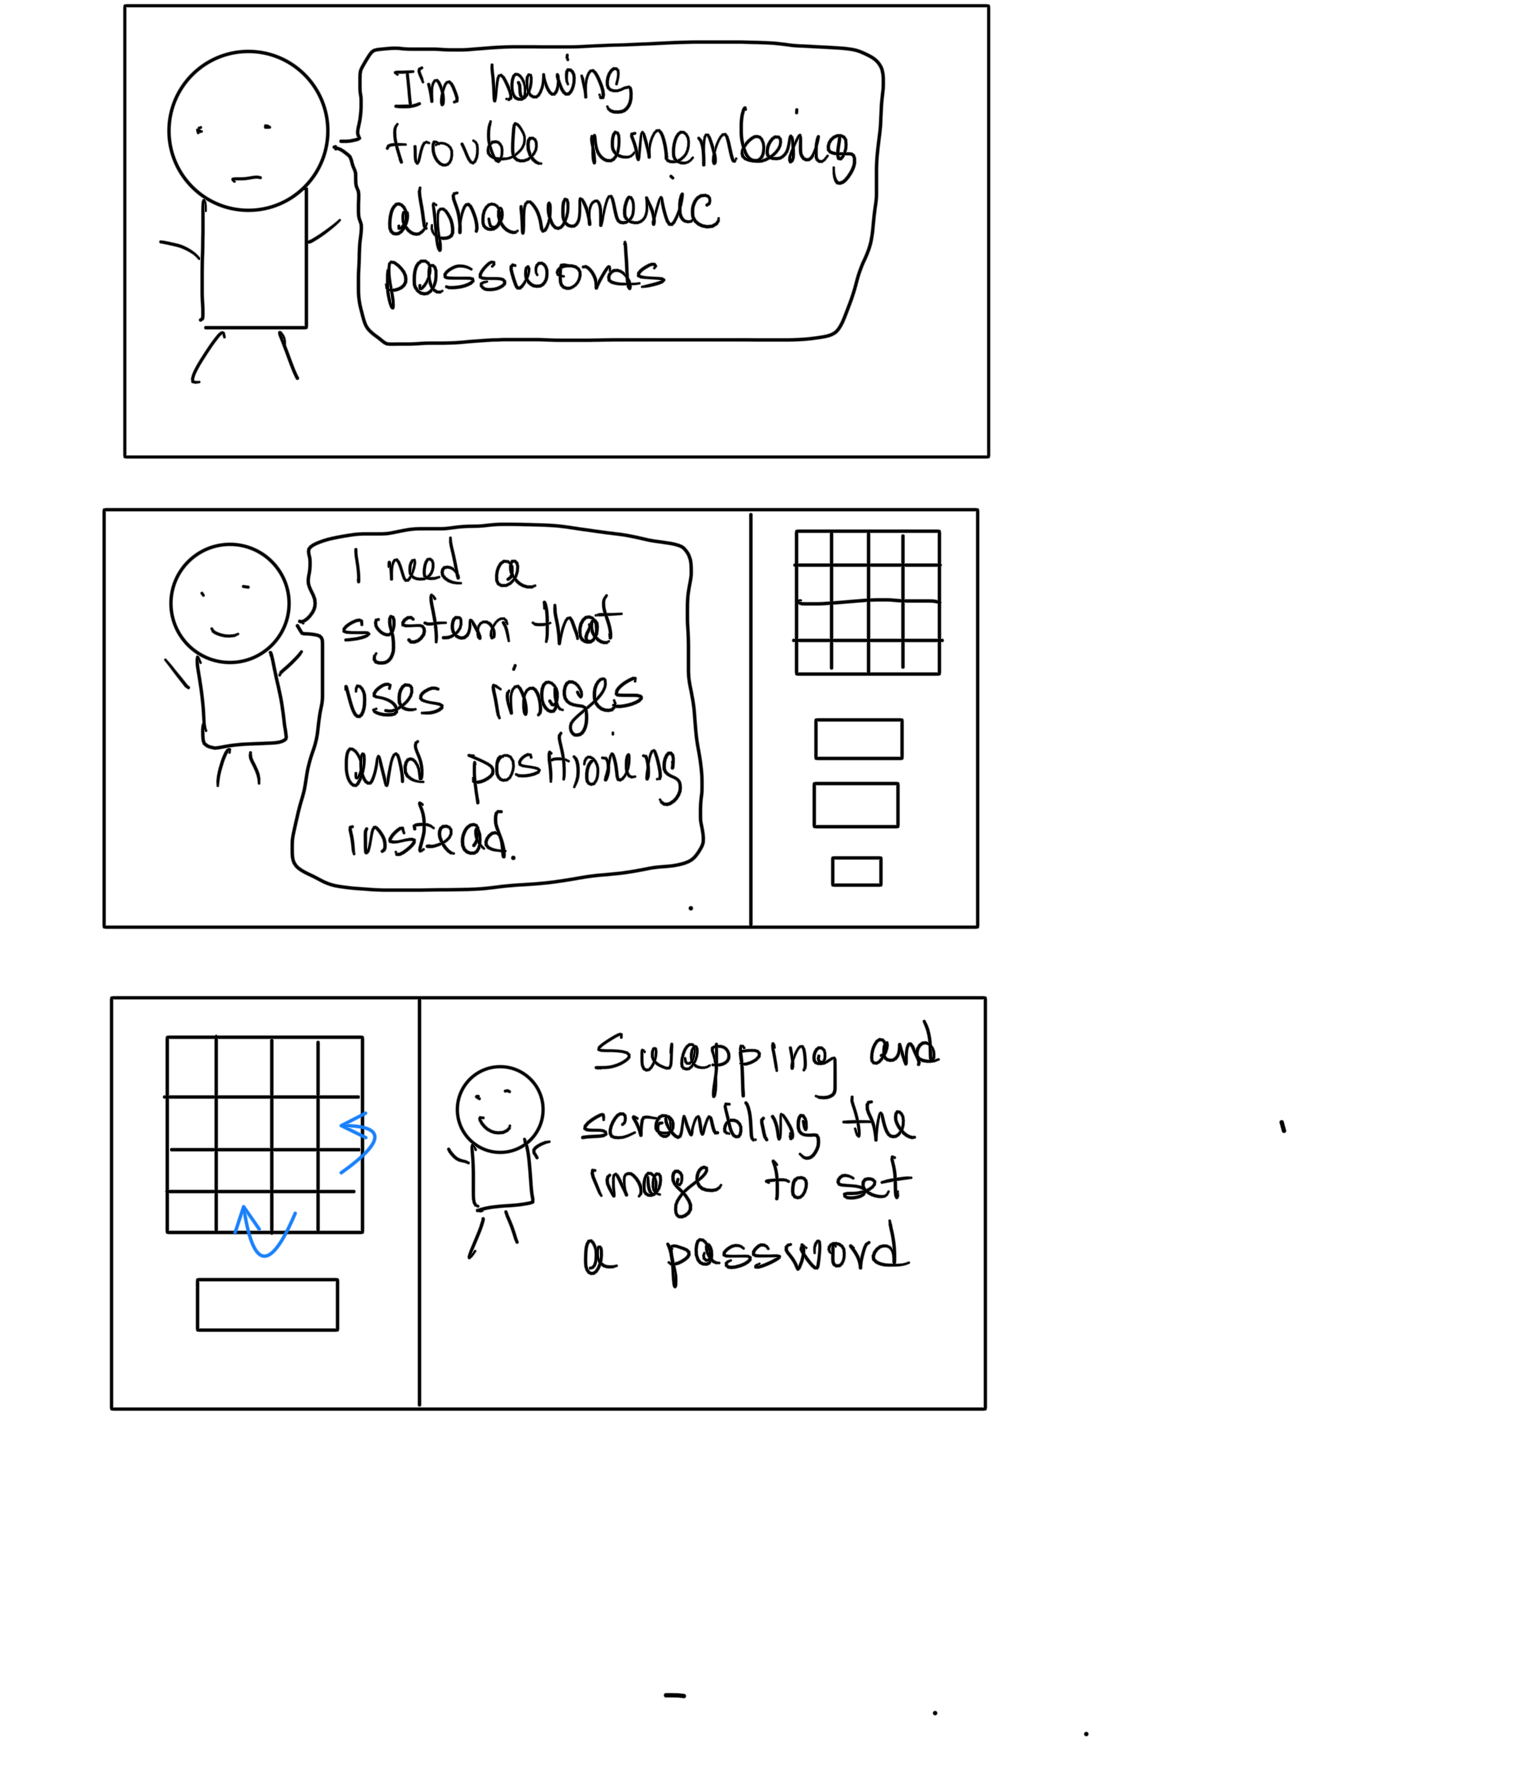 I'm having
trouble remembering
alphanumeric
passwords
I need a
system that
uses images
and positioning
instead.
Swapping and
scrambling the
image to set
a password